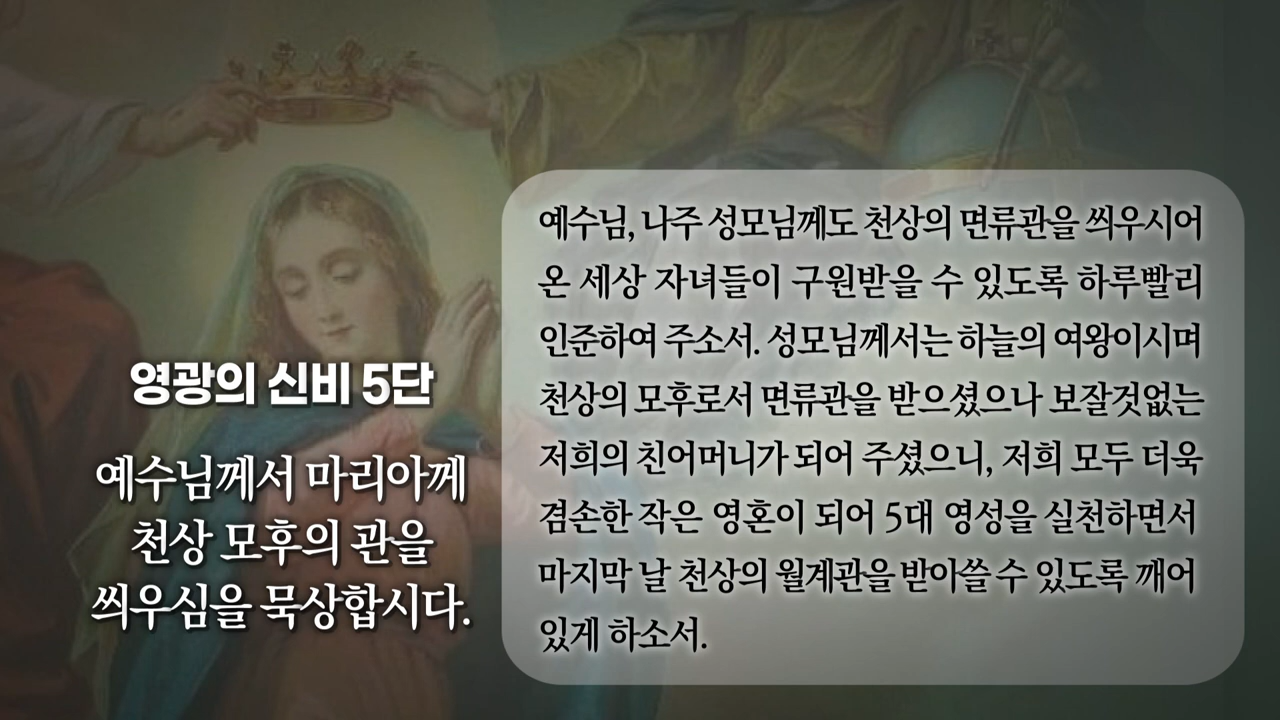 영광의 신비 5단
예수님께서 마리아께
천상 모후의 관을
씌우심을 묵상합시다.
예수님, 나주 성모님께도 천상의 면류관을 씌우시어
온 세상 자녀들이 구원받을 수 있도록 하루빨리
인준하여 주소서. 성모님께서는 하늘의 여왕이시며
천상의 모후로서 면류관을 받으셨으나 보잘것없는
저희의 친어머니가 되어 주셨으니, 저희 모두 더욱
겸손한 작은 영혼이 되어 5대 영성을 실천하면서
마지막 날 천상의 월계관을 받아쓸 수 있도록 깨어
있게 하소서.